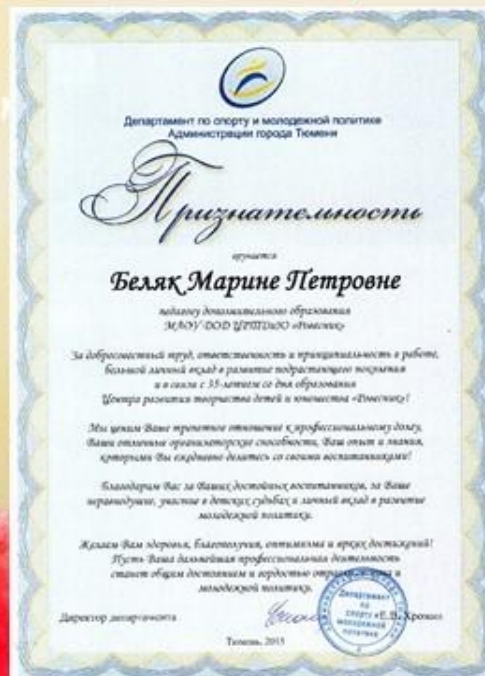 Департамент по спорту и молодежной политике
Администрации города Тюмени
Признательность
вручается
Беляк Марине Петровне
педагогу дополнительного образования
МАОУ ДОД ЦРТДиЮ «Ровесник»
За добросовестный труд, ответственность и принципиальность в работе,
большой личный вклад в развитие подрастающего поколения
и в связи с 35-летием со дня образования
Центра развития творчества детей и юношества «Ровесник»!
Мы ценим Ваше трепетное отношение к профессиональному долгу,
Ваши отличные организаторские способности, Ваш опыт и знания,
которыми Вы ежедневно делитесь со своими воспитанниками!
Благодарим Вас за Ваших достойных воспитанников, за Ваше
неравнодушие, участие в детских судьбах и личный вклад в развитие
молодежной политики.
Желаем Вам здоровья, благополучия, оптимизма и ярких достижений!
Пусть Ваша дальнейшая профессиональная деятельность
станет общим достоянием и гордостью и
молодежной политики.
Директор департамента Е.В. Хромин
Департамент
по
спорту и
молодежной
политике
Тюмень, 2015